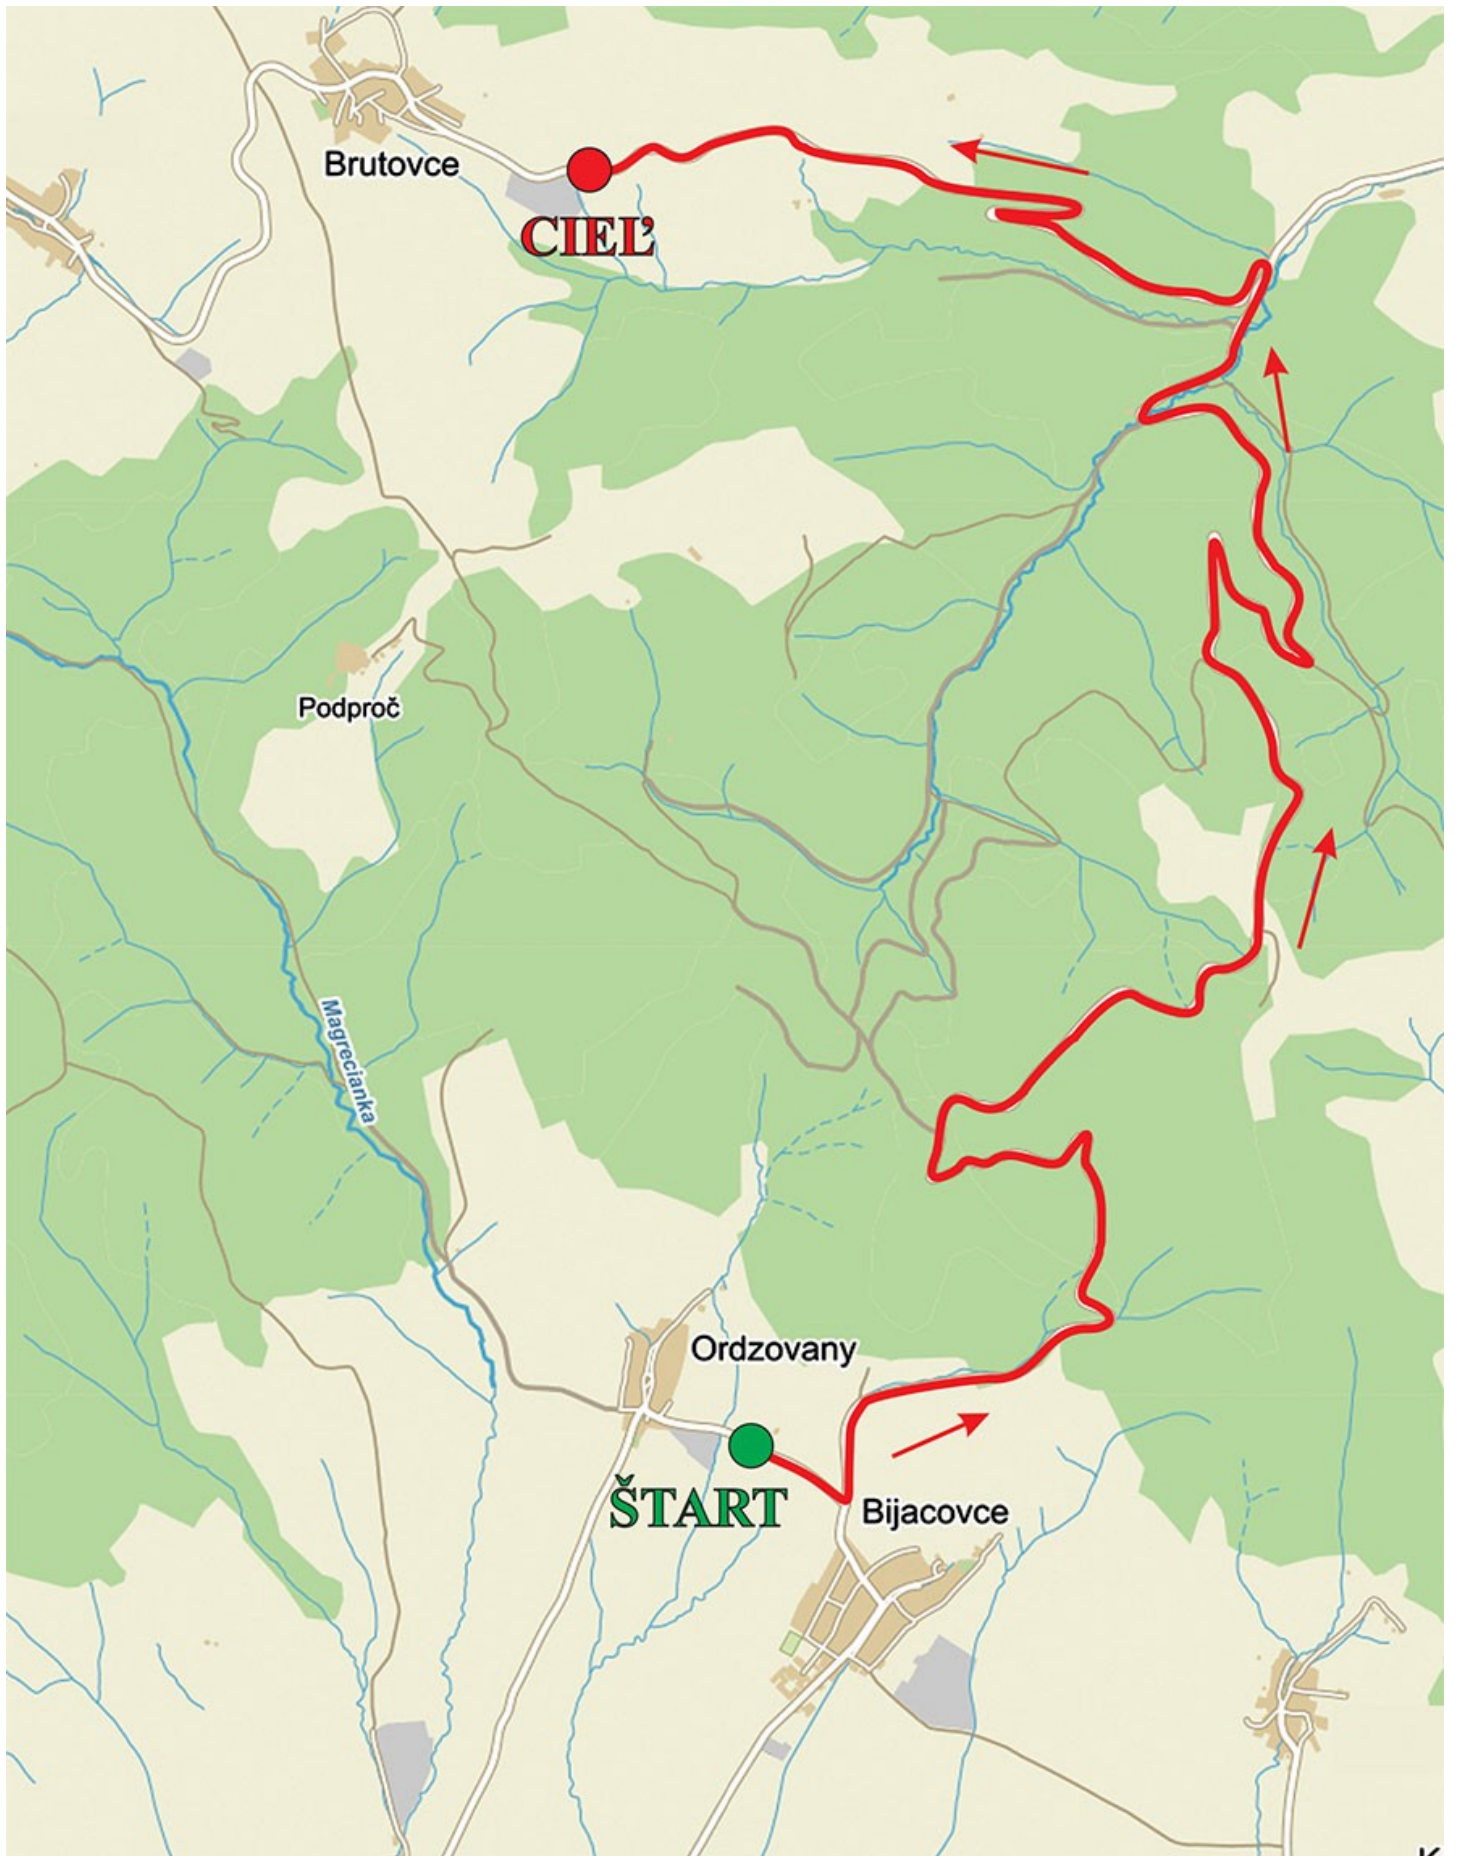 Brutovce
CIEĽ
Podproč
Magrecianka
Ordzovany
ŠTART
Bijacovce